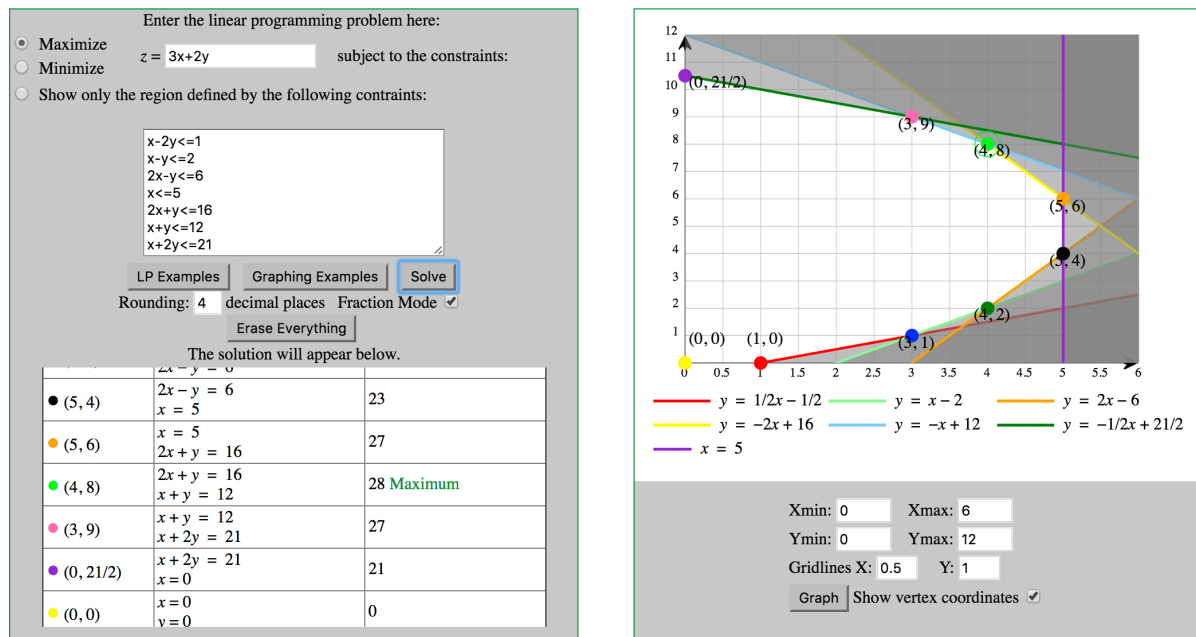 Enter the linear programming problem here:
Maximize
z = 3x+2y subject to the constraints:
Minimize
Show only the region defined by the following contraints:
x-2y<=1
x-y<=2
2x-y<=6
x<=5
2x+y<=16
x+y<=12
x+2y<=21
LP Examples Graphing Examples Solve
Rounding: 4 decimal places Fraction Mode
Erase Everything
The solution will appear below.
2x − y = 6
(5, 4) 2x − y = 6 23
x = 5
(5, 6) x = 5 27
2x + y = 16
(4, 8) 2x + y = 16 28 Maximum
x + y = 12
(3, 9) x + y = 12 27
x + 2y = 21
(0, 21/2) x + 2y = 21 21
x = 0
(0, 0) x = 0 0
y = 0
12
11
10
9
8
7
6
5
4
3
2
1
(0, 21/2)
(3, 9)
(4, 8)
(5, 6)
(5, 4)
(4, 2)
(3, 1)
(0, 0) (1, 0)
0 0.5 1 1.5 2 2.5 3 3.5 4 4.5 5 5.5 6
y = 1/2x − 1/2 y = x − 2 y = 2x − 6
y = −2x + 16 y = −x + 12 y = −1/2x + 21/2
x = 5
Xmin: 0 Xmax: 6
Ymin: 0 Ymax: 12
Gridlines X: 0.5 Y: 1
Graph Show vertex coordinates